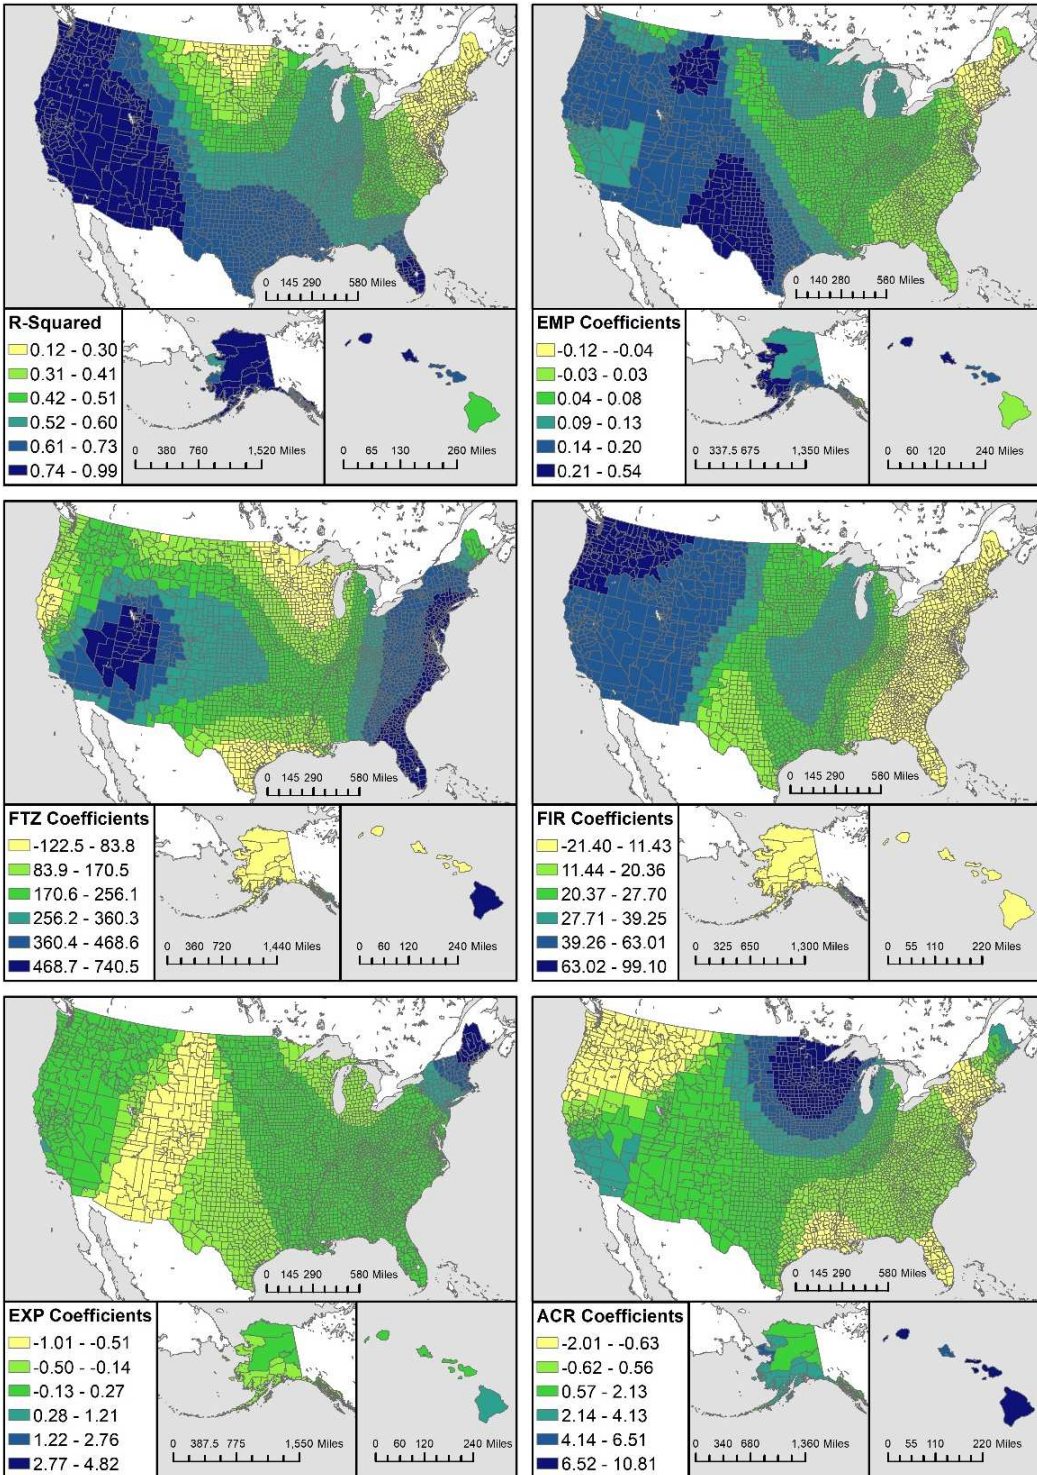 0 145 290 580 Miles
R-Squared
0.12 - 0.30
0.31 - 0.41
0.42 - 0.51
0.52 - 0.60
0.61 - 0.73
0.74 - 0.99
0 380 760 1,520 Miles
0 65 130 260 Miles
0 140 280 560 Miles
EMP Coefficients
-0.12 - -0.04
-0.03 - 0.03
0.04 - 0.08
0.09 - 0.13
0.14 - 0.20
0.21 - 0.54
0 337.5 675 1,350 Miles
0 60 120 240 Miles
0 145 290 580 Miles
FTZ Coefficients
-122.5 - 83.8
83.9 - 170.5
170.6 - 256.1
256.2 - 360.3
360.4 - 468.6
468.7 - 740.5
0 360 720 1,440 Miles
0 60 120 240 Miles
0 145 290 580 Miles
FIR Coefficients
-21.40 - 11.43
11.44 - 20.36
20.37 - 27.70
27.71 - 39.25
39.26 - 63.01
63.02 - 99.10
0 325 650 1,300 Miles
0 55 110 220 Miles
0 145 290 580 Miles
EXP Coefficients
-1.01 - -0.51
-0.50 - -0.14
-0.13 - 0.27
0.28 - 1.21
1.22 - 2.76
2.77 - 4.82
0 387.5 775 1,550 Miles
0 60 120 240 Miles
0 145 290 580 Miles
ACR Coefficients
-2.01 - -0.63
-0.62 - 0.56
0.57 - 2.13
2.14 - 4.13
4.14 - 6.51
6.52 - 10.81
0 340 680 1,360 Miles
0 55 110 220 Miles